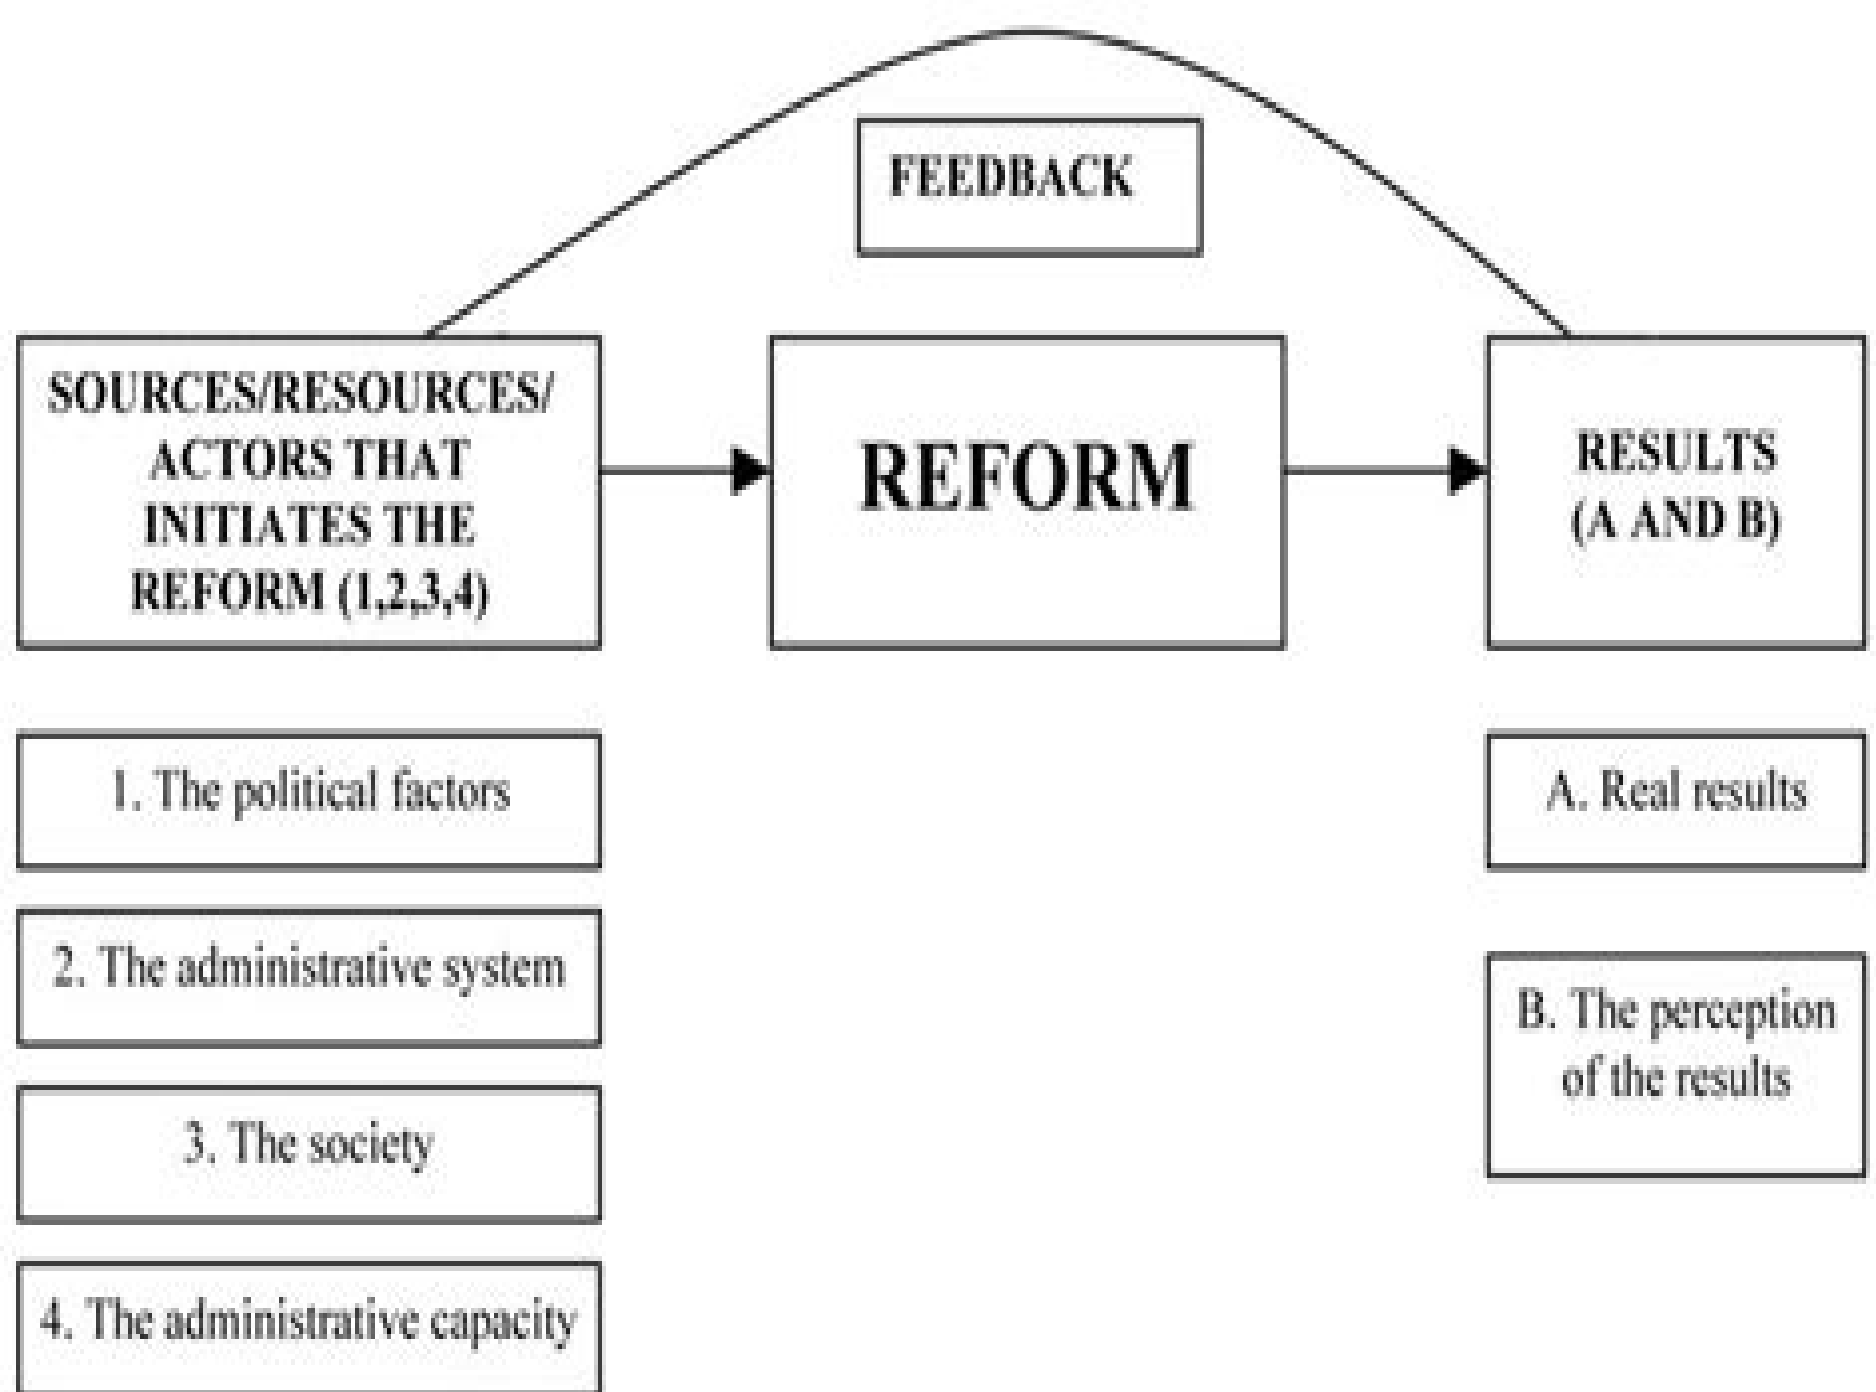 FEEDBACK
SOURCES/RESOURCES/
ACTORS THAT
INITIATES THE
REFORM (1,2,3,4)
REFORM
RESULTS
(A AND B)
1. The political factors
2. The administrative system
3. The society
4. The administrative capacity
A. Real results
B. The perception
of the results